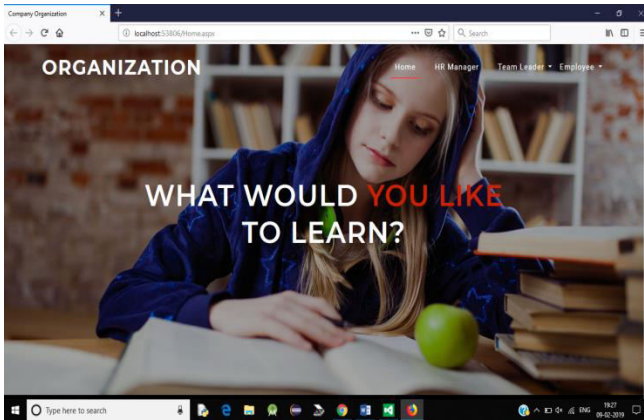 Company Organization
localhost:53806/Home.aspx
Search
ORGANIZATION
Home HR Manager Team Leader Employee
WHAT WOULD YOU LIKE
TO LEARN?
Type here to search
ENG
19:27
09-02-2019